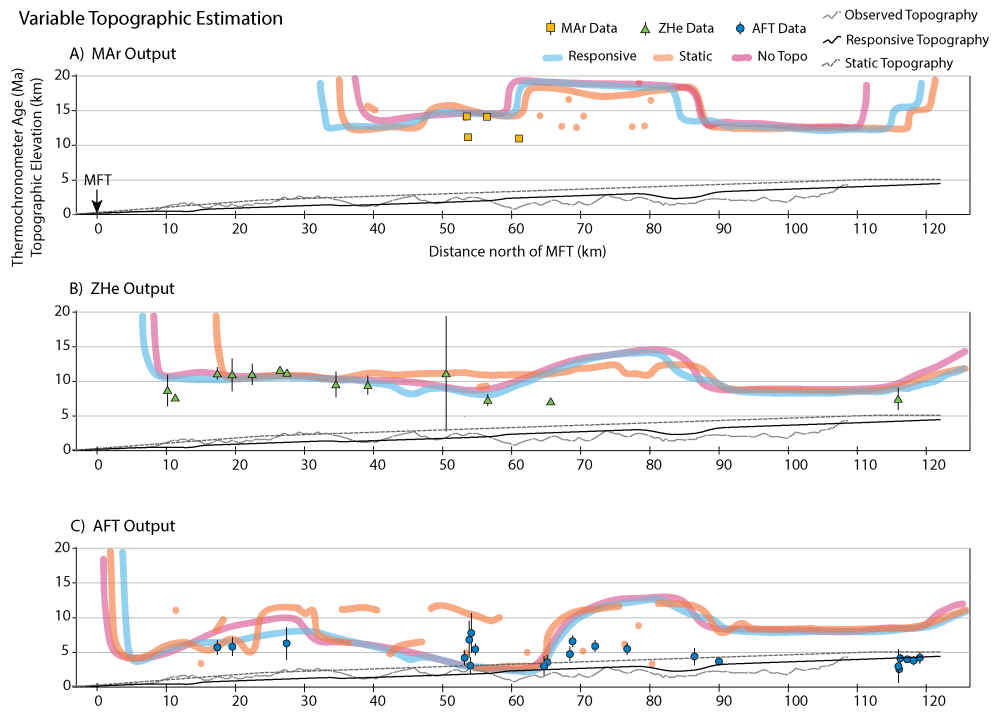 Variable Topographic Estimation
MAr Data
ZHe Data
AFT Data
Responsive
Static
No Topo
Observed Topography
Responsive Topography
Static Topography
A) MAr Output
Thermochronometer Age (Ma)
Topographic Elevation (km)
20
15
10
5
0
MFT
0 10 20 30 40 50 60 70 80 90 100 110 120
Distance north of MFT (km)
B) ZHe Output
20
15
10
5
0
0 10 20 30 40 50 60 70 80 90 100 110 120
C) AFT Output
20
15
10
5
0
0 10 20 30 40 50 60 70 80 90 100 110 120